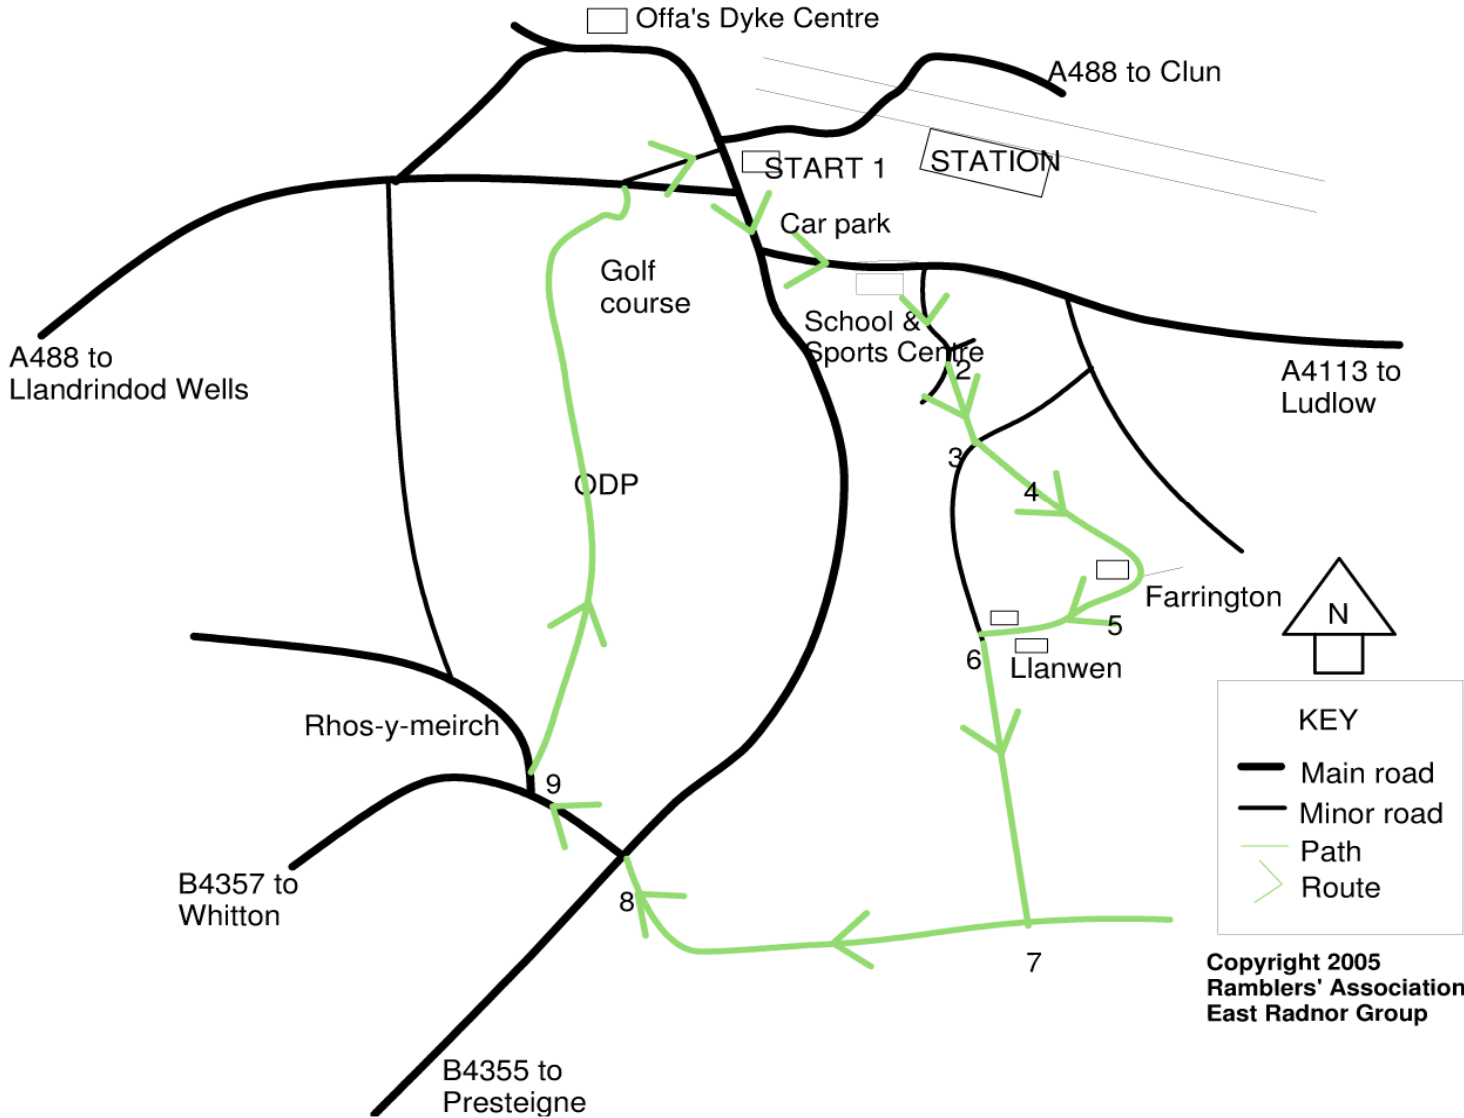 Offa's Dyke Centre
A488 to Clun
START 1
STATION
Car park
Golf
course
School &
Sports Centre
A488 to
Llandrindod Wells
2
A4113 to
Ludlow
3
ODP
4
Farrington
5
N
6
Llanwen
Rhos-y-meirch
KEY
Main road
9
Minor road
Path
B4357 to
Whitton
8
Route
7
Copyright 2005
Ramblers' Association
East Radnor Group
B4355 to
Presteigne